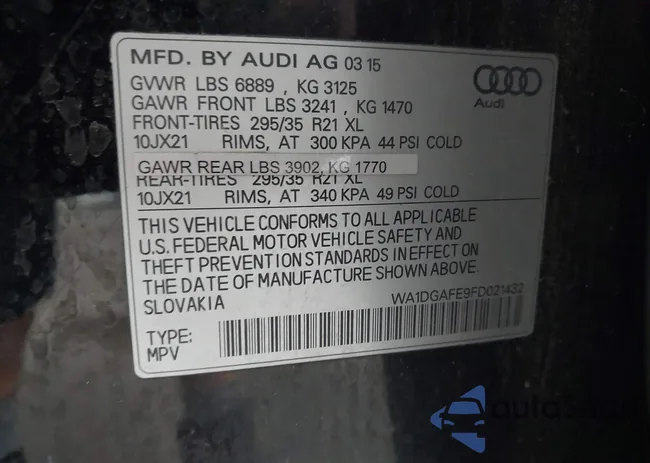 MFD. BY AUDI AG 03 15
GVWR LBS 6889 , KG 3125
GAWR FRONT LBS 3241 , KG 1470
FRONT-TIRES 295/35 R21 XL
10JX21 RIMS, AT 300 KPA 44 PSI COLD
GAWR REAR LBS 3902, KG 1770
REAR-TIRES 295/35 R21 XL
10JX21 RIMS, AT 340 KPA 49 PSI COLD
THIS VEHICLE CONFORMS TO ALL APPLICABLE
U.S. FEDERAL MOTOR VEHICLE SAFETY AND
THEFT PREVENTION STANDARDS IN EFFECT ON
THE DATE OF MANUFACTURE SHOWN ABOVE.
SLOVAKIA
WA1DGAFE9FD021432
TYPE:
MPV
Audi